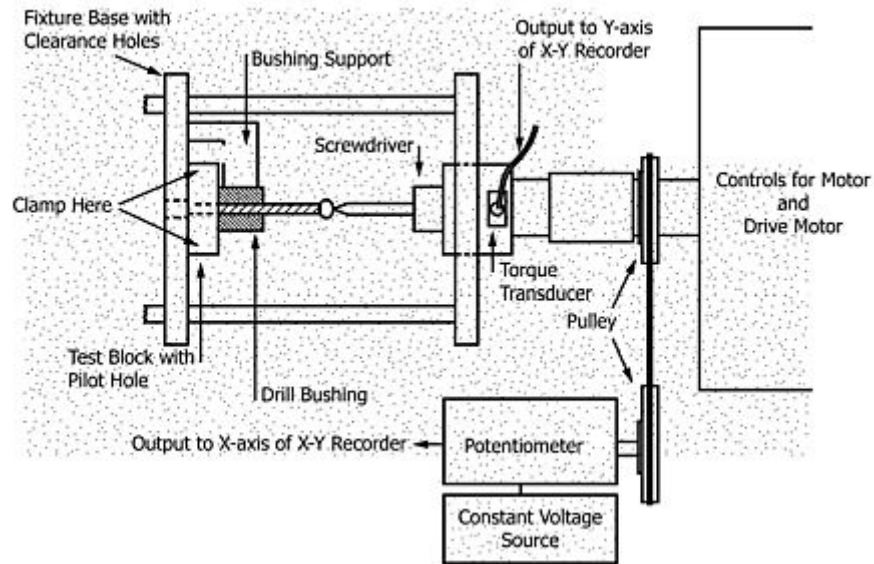 Fixture Base with
Clearance Holes
Bushing Support
Output to Y-axis
of X-Y Recorder
Screwdriver
Clamp Here
Controls for Motor
and
Drive Motor
Torque
Transducer
Pulley
Test Block with
Pilot Hole
Drill Bushing
Output to X-axis of X-Y Recorder
Potentiometer
Constant Voltage
Source